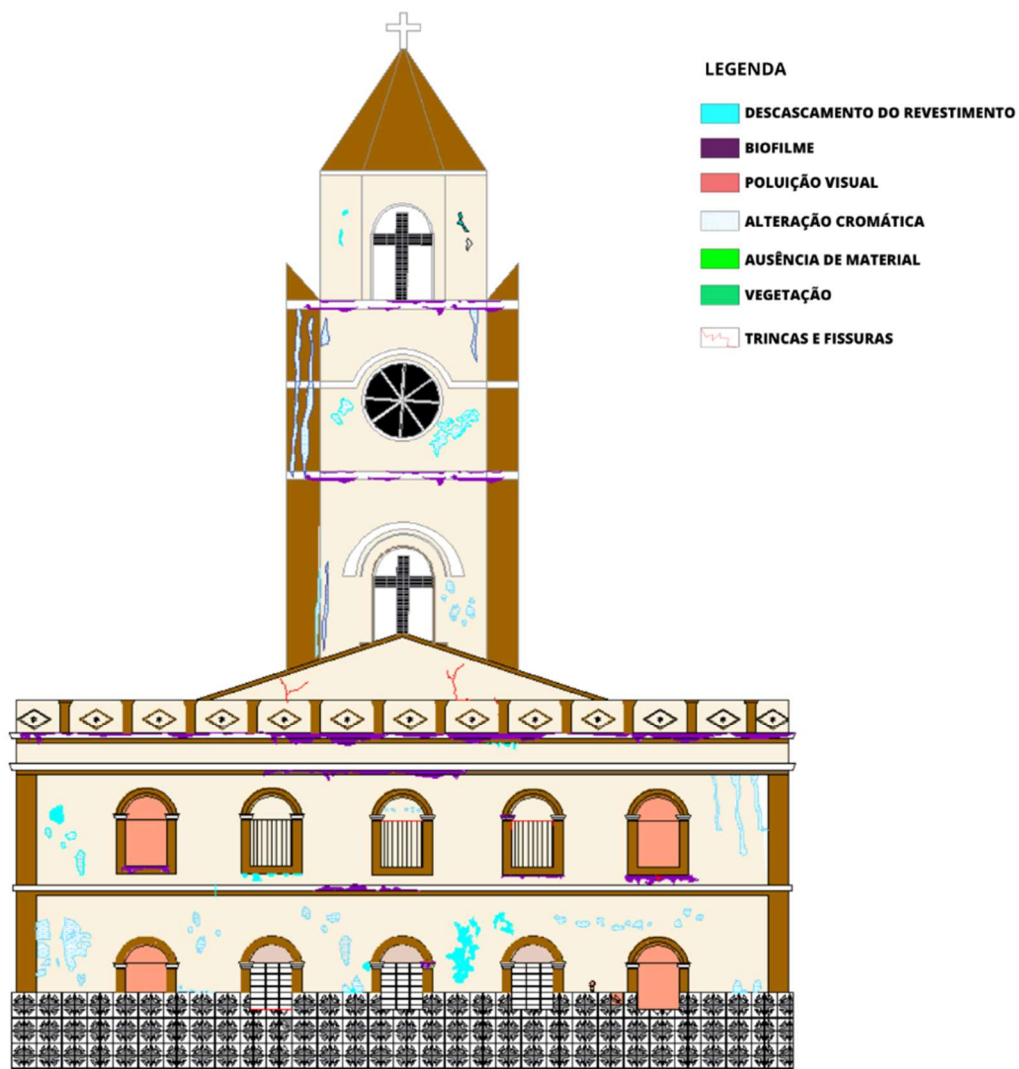 LEGENDA
DESCASCAMENTO DO REVESTIMENTO
BIOFILME
POLUIÇÃO VISUAL
ALTERAÇÃO CROMÁTICA
AUSÊNCIA DE MATERIAL
VEGETAÇÃO
TRINCAS E FISSURAS